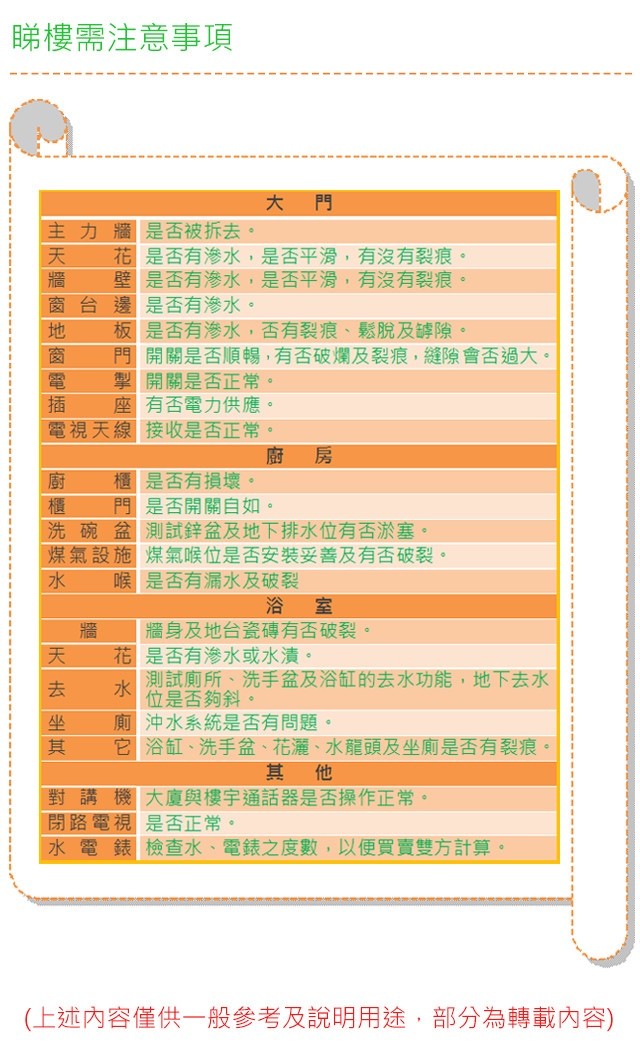 睇樓需注意事項
大 門
主力牆 是否被拆去。
天花 是否有滲水，是否平滑，有沒有裂痕。
牆壁 是否有滲水，是否平滑，有沒有裂痕。
窗台邊 是否有滲水。
地板 是否有滲水，否有裂痕、鬆脫及罅隙。
窗門 開關是否順暢，有否破爛及裂痕，縫隙會否過大。
電掣 開關是否正常。
插座 有否電力供應。
電視天線 接收是否正常。
廚 房
廚櫃 是否有損壞。
櫃門 是否開關自如。
洗碗盆 測試鋅盆及地下排水位有否淤塞。
煤氣設施 煤氣喉位是否安裝妥善及有否破裂。
水喉 是否有漏水及破裂
浴 室
牆 牆身及地台瓷磚有否破裂。
天花 是否有滲水或水漬。
去水 測試廁所、洗手盆及浴缸的去水功能，地下去水
位是否夠斜。
坐廁 沖水系統是否有問題。
其它 浴缸、洗手盆、花灑、水龍頭及坐廁是否有裂痕。
其 他
對講機 大廈與樓宇通話器是否操作正常。
閉路電視 是否正常。
水電錶 檢查水、電錶之度數，以便買賣雙方計算。
(上述內容僅供一般參考及說明用途，部分為轉載內容)